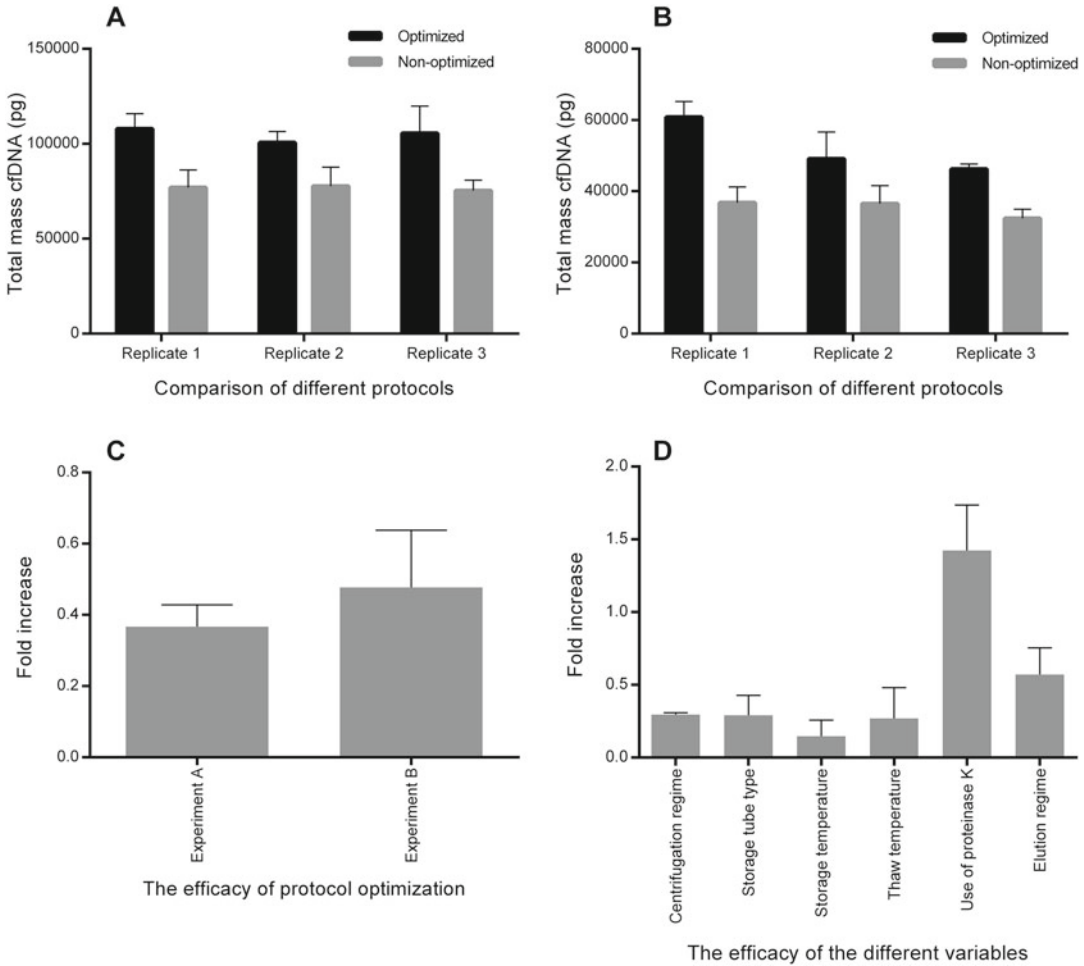 A
Optimized
Non-optimized
150000
100000
50000
0
Total mass cfDNA (pg)
Replicate 1
Replicate 2
Replicate 3
Comparison of different protocols
B
Optimized
Non-optimized
80000
60000
40000
20000
0
Total mass cfDNA (pg)
Replicate 1
Replicate 2
Replicate 3
Comparison of different protocols
C
0.8
0.6
0.4
0.2
0.0
Fold increase
Experiment A
Experiment B
The efficacy of protocol optimization
D
2.0
1.5
1.0
0.5
0.0
Fold increase
Centrifugation regime
Storage tube type
Storage temperature
Thaw temperature
Use of proteinase K
Elution regime
The efficacy of the different variables